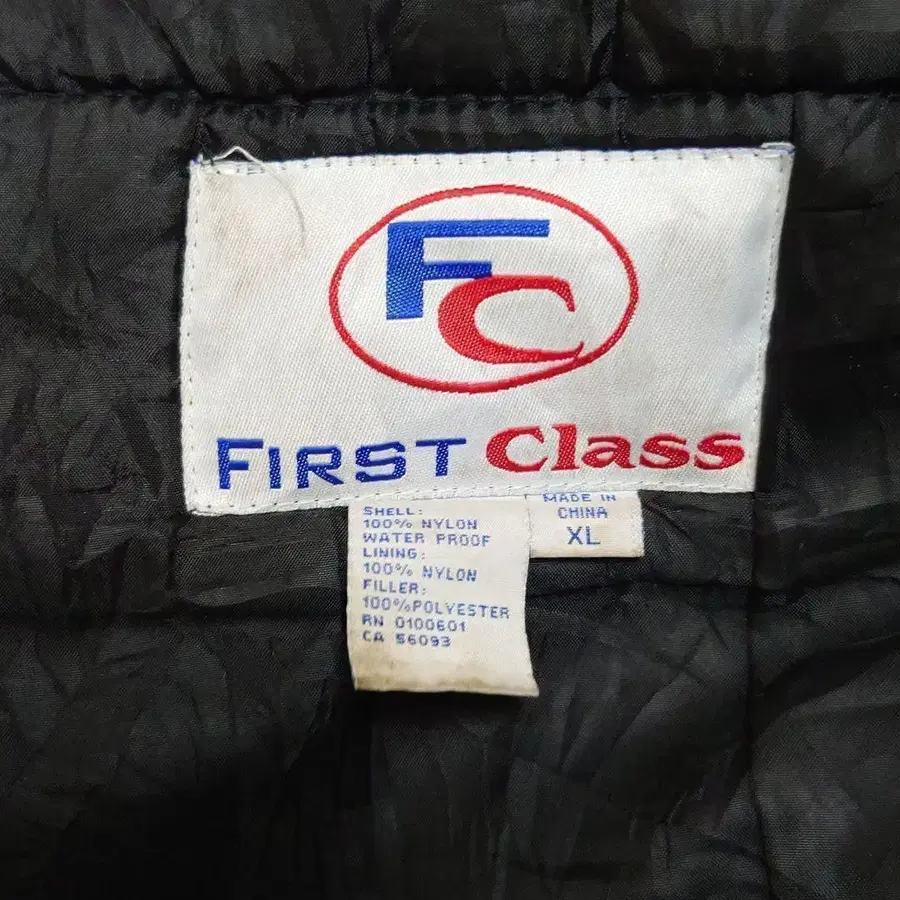 FC
FIRST Class
SHELL:
100% NYLON
WATER PROOF
LINING:
100% NYLON
FILLER:
100%POLYESTER
RN 0100601
CA 56093
MADE IN
CHINA
XL